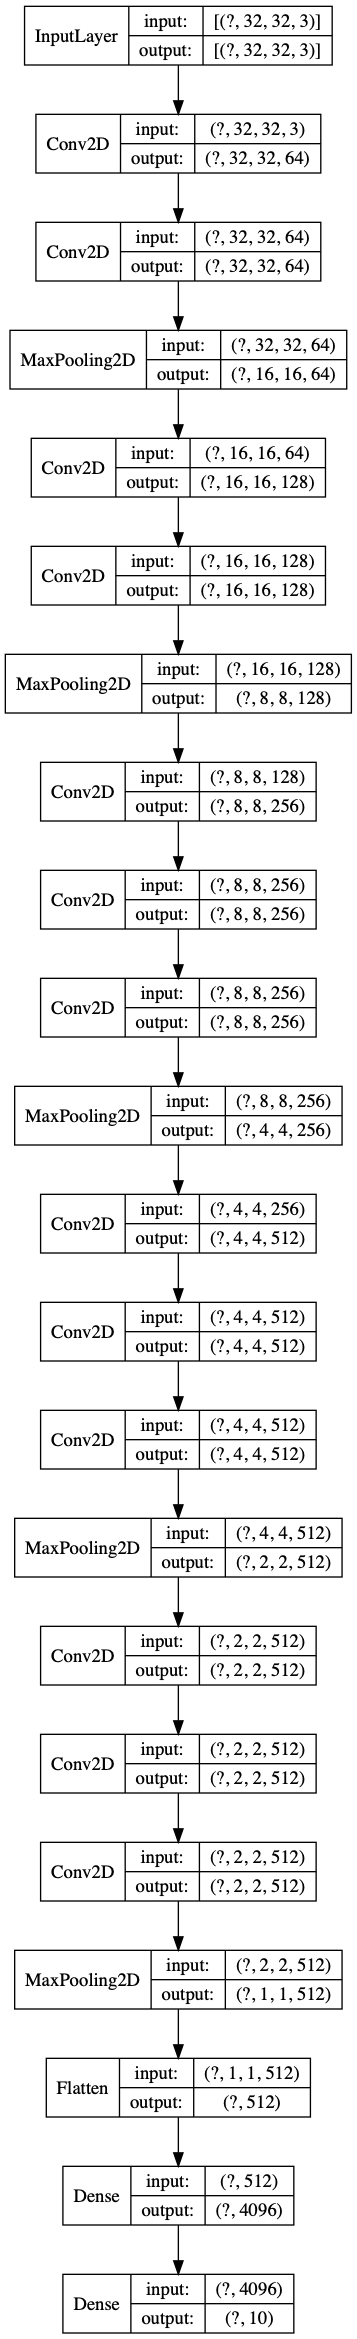 InputLayer input: [(?, 32, 32, 3)]
output: [(?, 32, 32, 3)]
Conv2D input: (?, 32, 32, 3)
output: (?, 32, 32, 64)
Conv2D input: (?, 32, 32, 64)
output: (?, 32, 32, 64)
MaxPooling2D input: (?, 32, 32, 64)
output: (?, 16, 16, 64)
Conv2D input: (?, 16, 16, 64)
output: (?, 16, 16, 128)
Conv2D input: (?, 16, 16, 128)
output: (?, 16, 16, 128)
MaxPooling2D input: (?, 16, 16, 128)
output: (?, 8, 8, 128)
Conv2D input: (?, 8, 8, 128)
output: (?, 8, 8, 256)
Conv2D input: (?, 8, 8, 256)
output: (?, 8, 8, 256)
Conv2D input: (?, 8, 8, 256)
output: (?, 8, 8, 256)
MaxPooling2D input: (?, 8, 8, 256)
output: (?, 4, 4, 256)
Conv2D input: (?, 4, 4, 256)
output: (?, 4, 4, 512)
Conv2D input: (?, 4, 4, 512)
output: (?, 4, 4, 512)
Conv2D input: (?, 4, 4, 512)
output: (?, 4, 4, 512)
MaxPooling2D input: (?, 4, 4, 512)
output: (?, 2, 2, 512)
Conv2D input: (?, 2, 2, 512)
output: (?, 2, 2, 512)
Conv2D input: (?, 2, 2, 512)
output: (?, 2, 2, 512)
Conv2D input: (?, 2, 2, 512)
output: (?, 2, 2, 512)
MaxPooling2D input: (?, 2, 2, 512)
output: (?, 1, 1, 512)
Flatten input: (?, 1, 1, 512)
output: (?, 512)
Dense input: (?, 512)
output: (?, 4096)
Dense input: (?, 4096)
output: (?, 10)